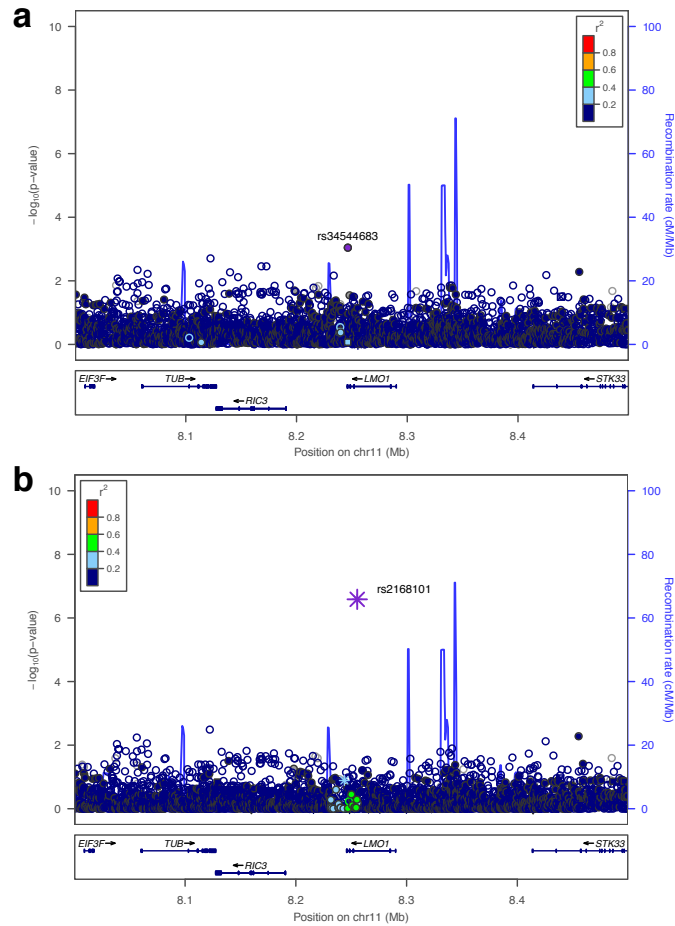 a
10
8
6
4
2
0
− log10(p−value)
r2
0.8
0.6
0.4
0.2
100
80
60
40
20
0
Recombination rate (cM/Mb)
rs34544683
EIF3F→
TUB→
←LMO1
←STK33
←RIC3
8.1
8.2
8.3
8.4
Position on chr11 (Mb)
b
10
8
6
4
2
0
− log10(p−value)
r2
0.8
0.6
0.4
0.2
100
80
60
40
20
0
Recombination rate (cM/Mb)
rs2168101
EIF3F→
TUB→
←LMO1
←STK33
←RIC3
8.1
8.2
8.3
8.4
Position on chr11 (Mb)